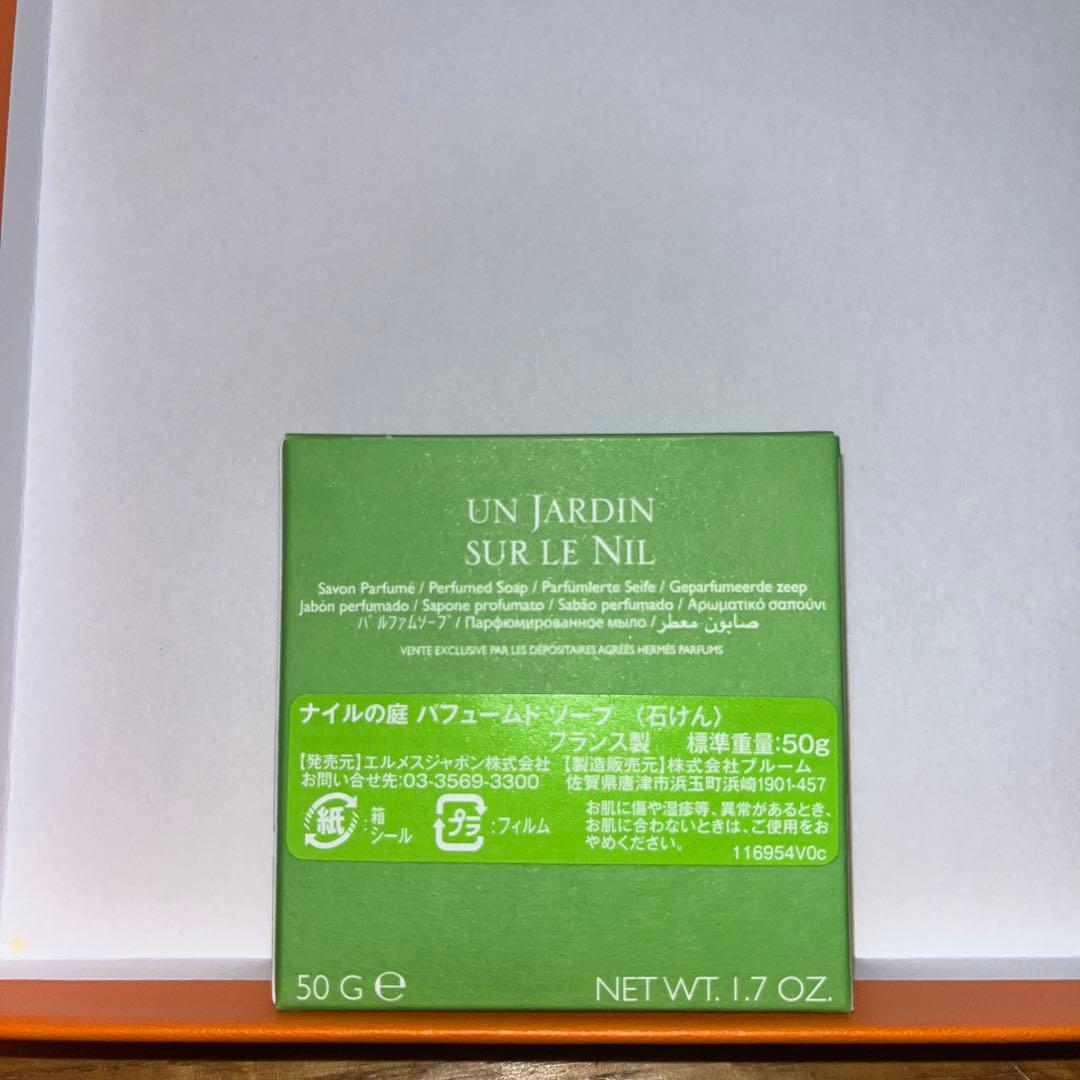 UN JARDIN
SUR LE NIL
Savon Parfumé / Perfumed Soap / Parfümierte Seife / Geparfumeerde zeep
Jabón perfumado / Sapone profumato / Sabão perfumado / Αρωματικό σαπούνι
パルファムソープ / Парфюмированное мыло / صابون معطر
VENTE EXCLUSIVE PAR LES DÉPOSITAIRES AGRÉÉS HERMÈS PARFUMS
ナイルの庭 パフュームド ソープ 〈石けん〉
フランス製 標準重量:50g
【発売元】エルメスジャポン株式会社 【製造販売元】株式会社ブルーム
お問い合せ先:03-3569-3300 佐賀県唐津市浜玉町浜崎1901-457
紙 :箱 シール プラ :フィルム
お肌に傷や湿疹等、異常があるとき、
お肌に合わないときは、ご使用をお
やめください。
116954V0c
50 G e NET WT. 1.7 OZ.